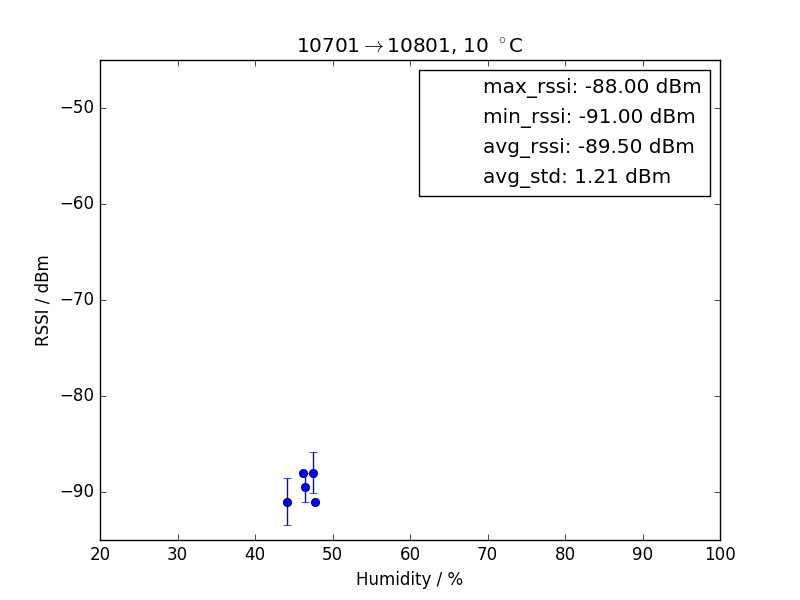 10701→10801, 10 °C
max_rssi: -88.00 dBm
min_rssi: -91.00 dBm
avg_rssi: -89.50 dBm
avg_std: 1.21 dBm
RSSI / dBm
−50
−60
−70
−80
−90
20 30 40 50 60 70 80 90 100
Humidity / %